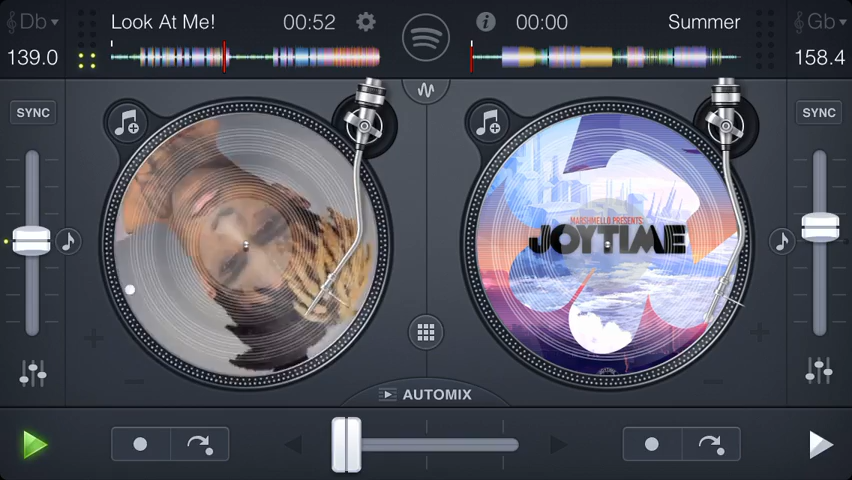 Db
Look At Me!
00:52
i
00:00
Summer
Gb
139.0
158.4
SYNC
SYNC
MARSHMELLO PRESENTS:
JOYTIME
AUTOMIX